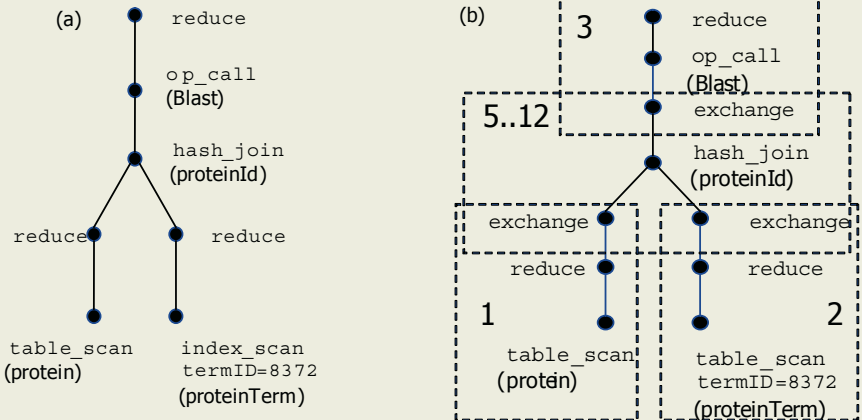 (a)
reduce
op_call
(Blast)
hash_join
(proteinId)
reduce
reduce
table_scan
(protein)
index_scan
termID=8372
(proteinTerm)
(b)
3
reduce
op_call
(Blast)
exchange
5..12
hash_join
(proteinId)
exchange
exchange
reduce
reduce
1
2
table_scan
(protein)
table_scan
termID=8372
(proteinTerm)